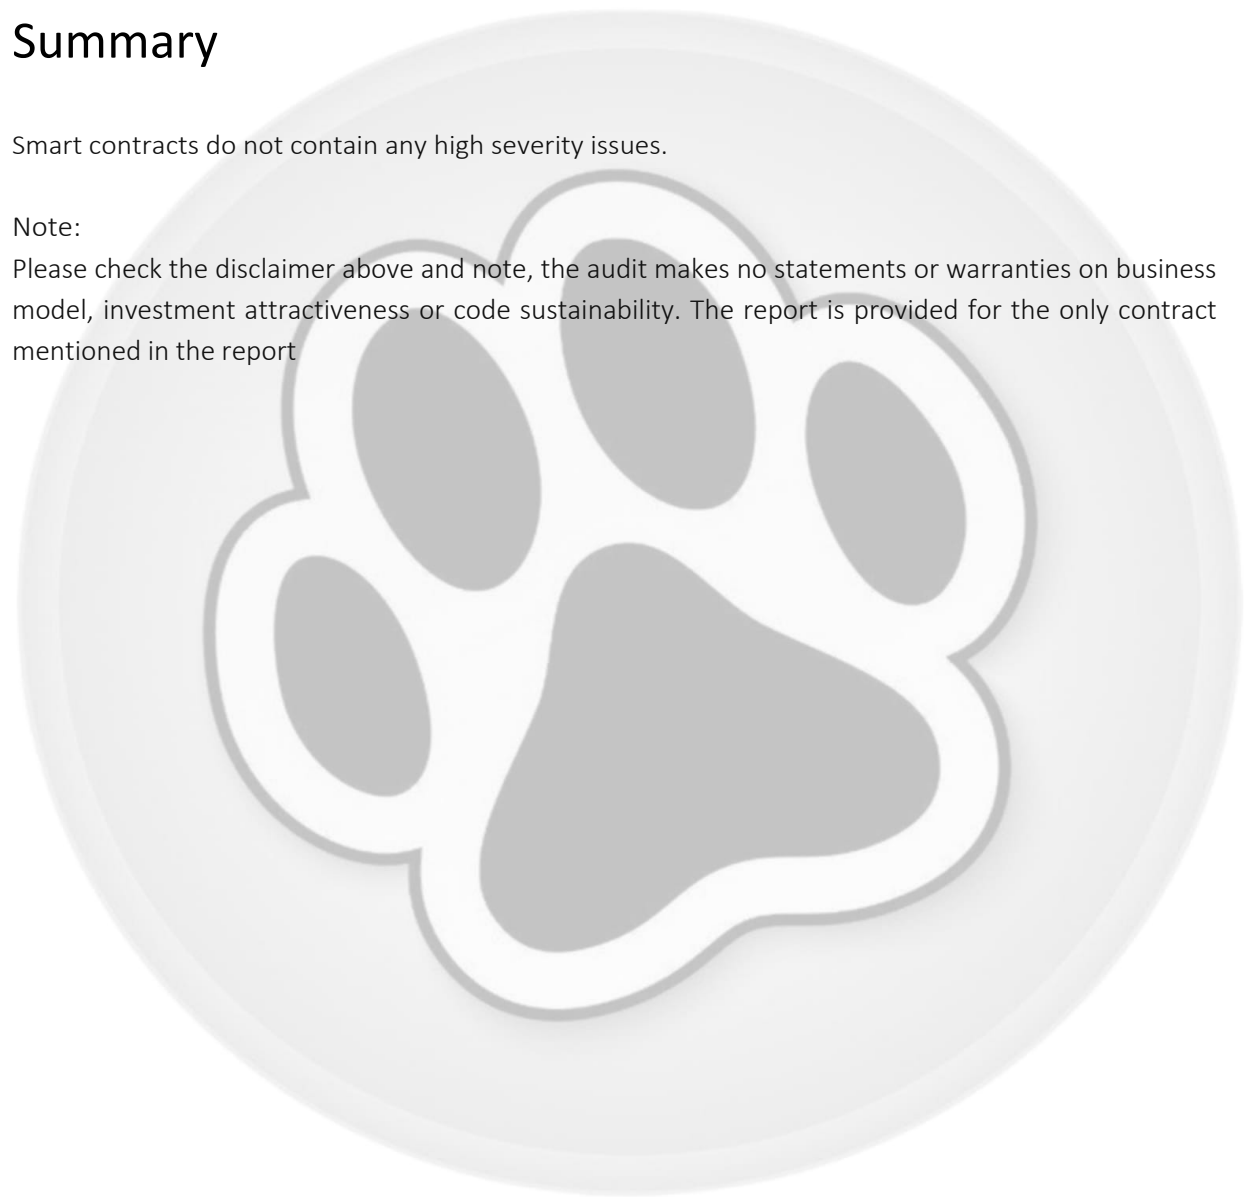 Summary
Smart contracts do not contain any high severity issues.
Note:
Please check the disclaimer above and note, the audit makes no statements or warranties on business
model, investment attractiveness or code sustainability. The report is provided for the only contract
mentioned in the report